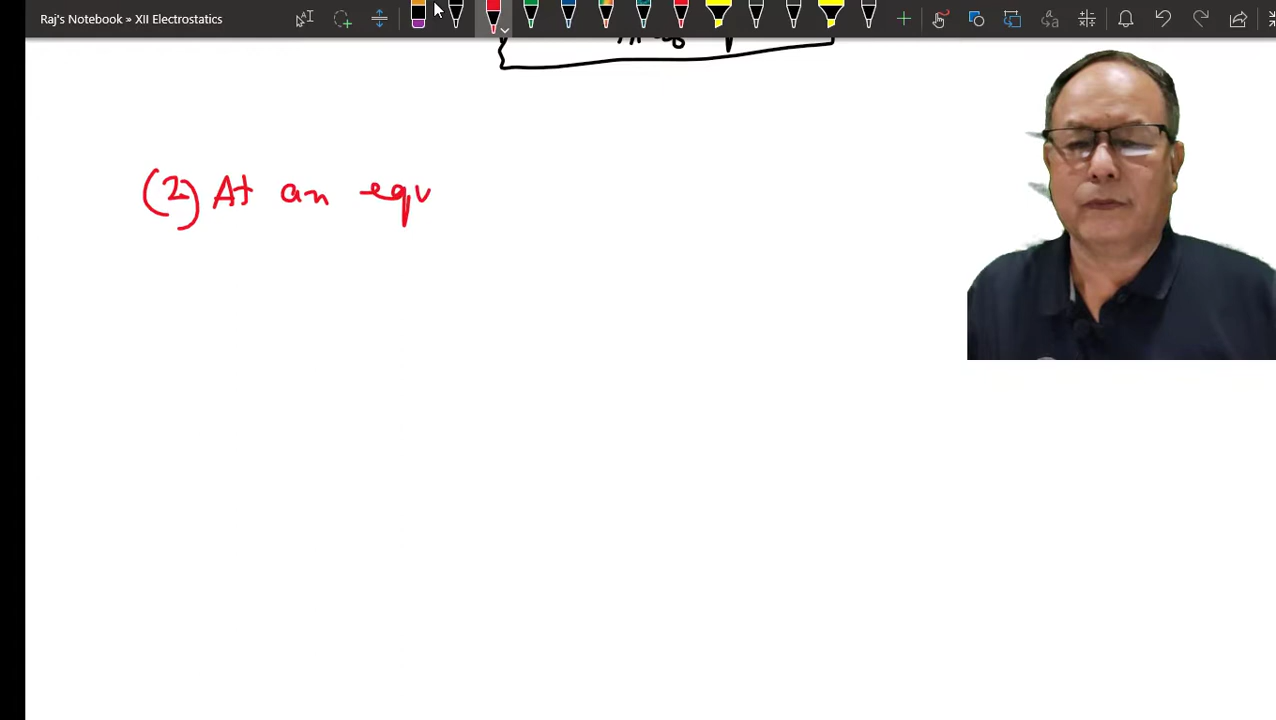 Raj's Notebook » XII Electrostatics
(2) At an equ